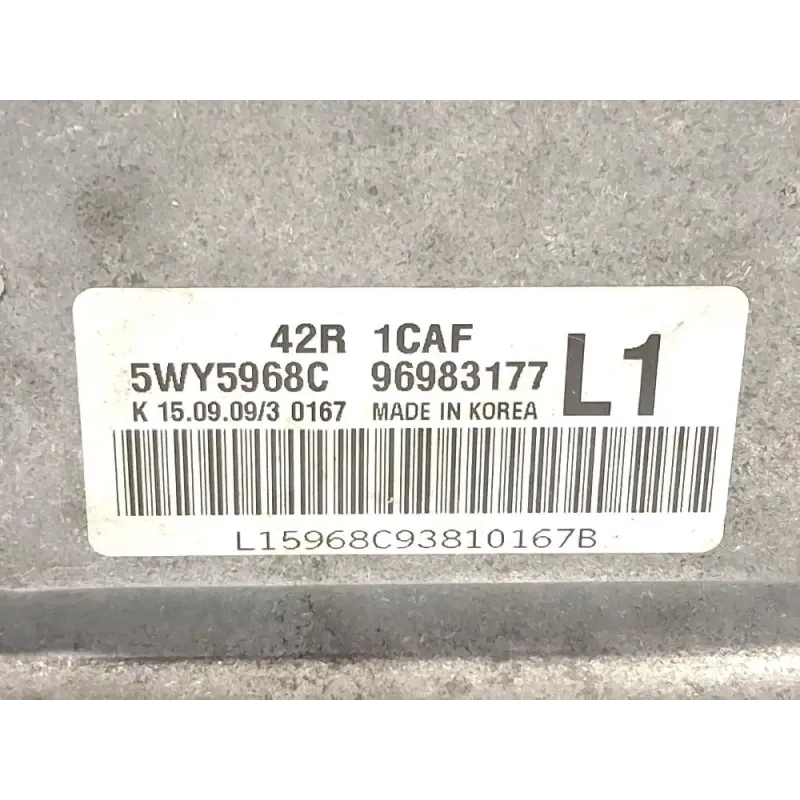 42R 1CAF
5WY5968C 96983177 L1
K 15.09.09/3 0167 MADE IN KOREA
L15968C93810167B